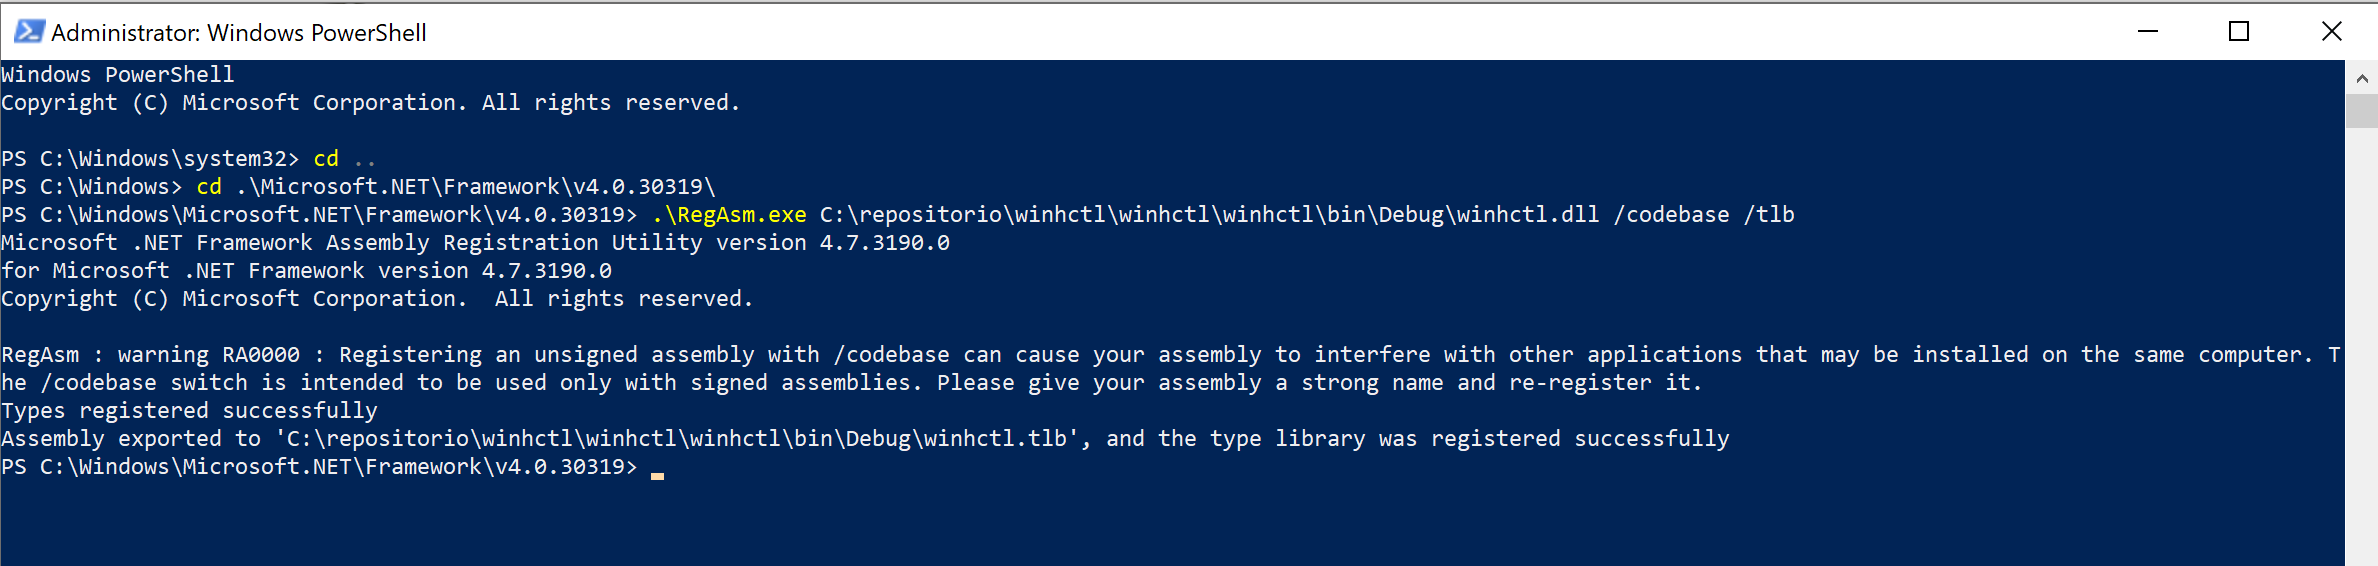 Administrator: Windows PowerShell
Windows PowerShell
Copyright (C) Microsoft Corporation. All rights reserved.
PS C:\Windows\system32> cd ..
PS C:\Windows> cd .\Microsoft.NET\Framework\v4.0.30319\
PS C:\Windows\Microsoft.NET\Framework\v4.0.30319> .\RegAsm.exe C:\repositorio\winhctl\winhctl\winhctl\bin\Debug\winhctl.dll /codebase /tlb
Microsoft .NET Framework Assembly Registration Utility version 4.7.3190.0
for Microsoft .NET Framework version 4.7.3190.0
Copyright (C) Microsoft Corporation.  All rights reserved.
RegAsm : warning RA0000 : Registering an unsigned assembly with /codebase can cause your assembly to interfere with other applications that may be installed on the same computer. T
he /codebase switch is intended to be used only with signed assemblies. Please give your assembly a strong name and re-register it.
Types registered successfully
Assembly exported to 'C:\repositorio\winhctl\winhctl\winhctl\bin\Debug\winhctl.tlb', and the type library was registered successfully
PS C:\Windows\Microsoft.NET\Framework\v4.0.30319>